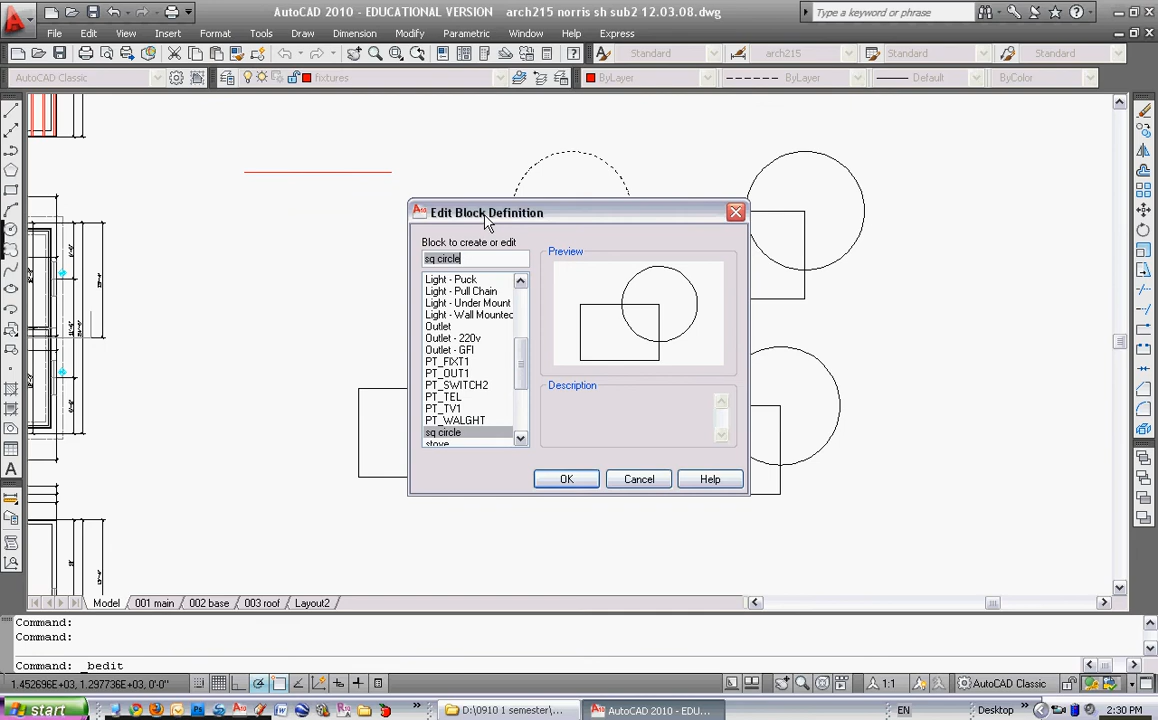 AutoCAD 2010 - EDUCATIONAL VERSION arch215 norris sh sub2 12.03.08.dwg
Type a keyword or phrase
File Edit View Insert Format Tools Draw Dimension Modify Parametric Window Help Express
Standard arch215 Standard Standard
AutoCAD Classic fixtures ByLayer ByLayer Default ByColor
Edit Block Definition
Block to create or edit
sq circle
Preview
Light - Puck
Light - Pull Chain
Light - Under Mount
Light - Wall Mounted
Outlet
Outlet - 220v
Outlet - GFI
PT_FIXT1
PT_OUT1
PT_SWITCH2
PT_TEL
PT_TV1
PT_WALGHT
sq circle
stove
Description
OK Cancel Help
Model 001 main 002 base 003 roof Layout2
Command:
Command:
Command: _bedit
1.452696E+03, 1.297736E+03, 0'-0"
1:1 AutoCAD Classic
start
D:\0910 1 semester\...
AutoCAD 2010 - EDU...
EN
Desktop
2:30 PM